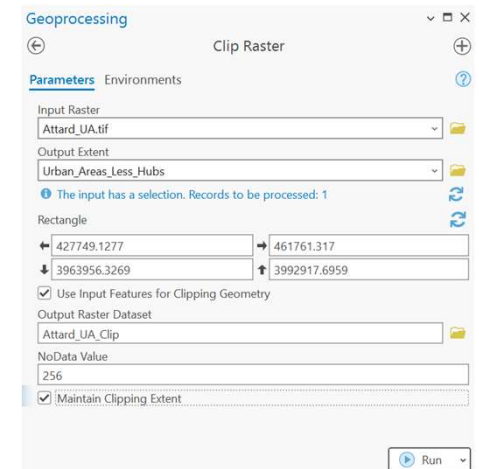 Geoprocessing
Clip Raster
Parameters Environments
Input Raster
Attard_UA.tif
Output Extent
Urban_Areas_Less_Hubs
The input has a selection. Records to be processed: 1
Rectangle
427749.1277 461761.317
3963956.3269 3992917.6959
Use Input Features for Clipping Geometry
Output Raster Dataset
Attard_UA_Clip
NoData Value
256
Maintain Clipping Extent
Run